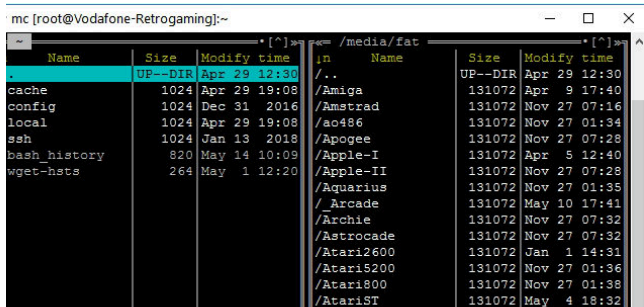 mc [root@Vodafone-Retrogaming]:~
~ .[^] /media/fat .[^]
Name Size Modify time ↓n Name Size Modify time
. UP--DIR Apr 29 12:30 /.. UP--DIR Apr 29 12:30
cache 1024 Apr 29 19:08 /Amiga 131072 Apr 9 17:40
config 1024 Dec 31 2016 /Amstrad 131072 Nov 27 07:16
local 1024 Apr 29 19:08 /ao486 131072 Nov 27 01:34
ssh 1024 Jan 13 2018 /Apogee 131072 Nov 27 07:28
bash_history 820 May 14 10:09 /Apple-I 131072 Apr 5 12:40
wget-hsts 264 May 1 12:20 /Apple-II 131072 Nov 27 07:28
/Aquarius 131072 Nov 27 01:35
/_Arcade 131072 May 10 17:41
/Archie 131072 Nov 27 07:32
/Astrocade 131072 Nov 27 07:32
/Atari2600 131072 Jan 1 14:31
/Atari5200 131072 Nov 27 01:36
/Atari800 131072 Nov 27 01:38
/AtariST 131072 May 4 18:32